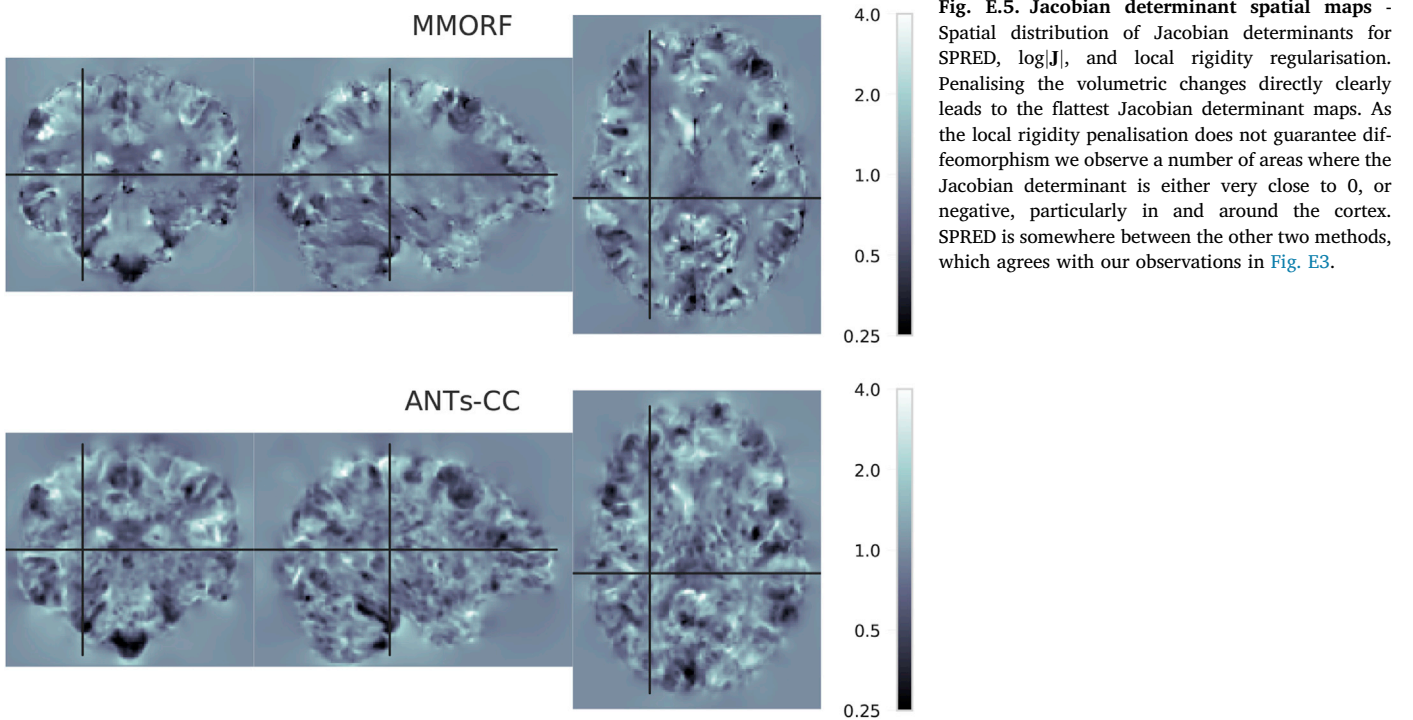 MMORF
4.0
2.0
1.0
0.5
0.25
Fig. E.5. Jacobian determinant spatial maps -
Spatial distribution of Jacobian determinants for
SPRED, log|J|, and local rigidity regularisation.
Penalising the volumetric changes directly clearly
leads to the flattest Jacobian determinant maps. As
the local rigidity penalisation does not guarantee dif-
feomorphism we observe a number of areas where the
Jacobian determinant is either very close to 0, or
negative, particularly in and around the cortex.
SPRED is somewhere between the other two methods,
which agrees with our observations in Fig. E3.
ANTs-CC
4.0
2.0
1.0
0.5
0.25